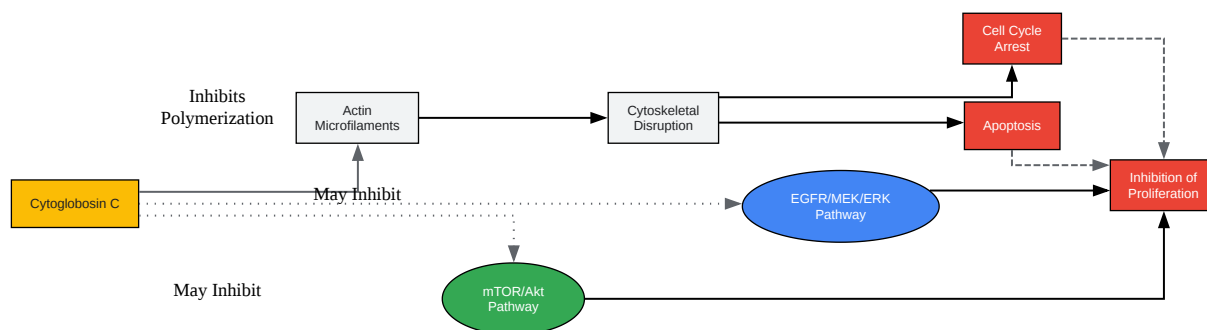 Cell Cycle
Arrest
Inhibits
Polymerization
Actin
Microfilaments
Cytoskeletal
Disruption
Apoptosis
Cytoglobosin C
May Inhibit
EGFR/MEK/ERK
Pathway
Inhibition of
Proliferation
May Inhibit
mTOR/Akt
Pathway